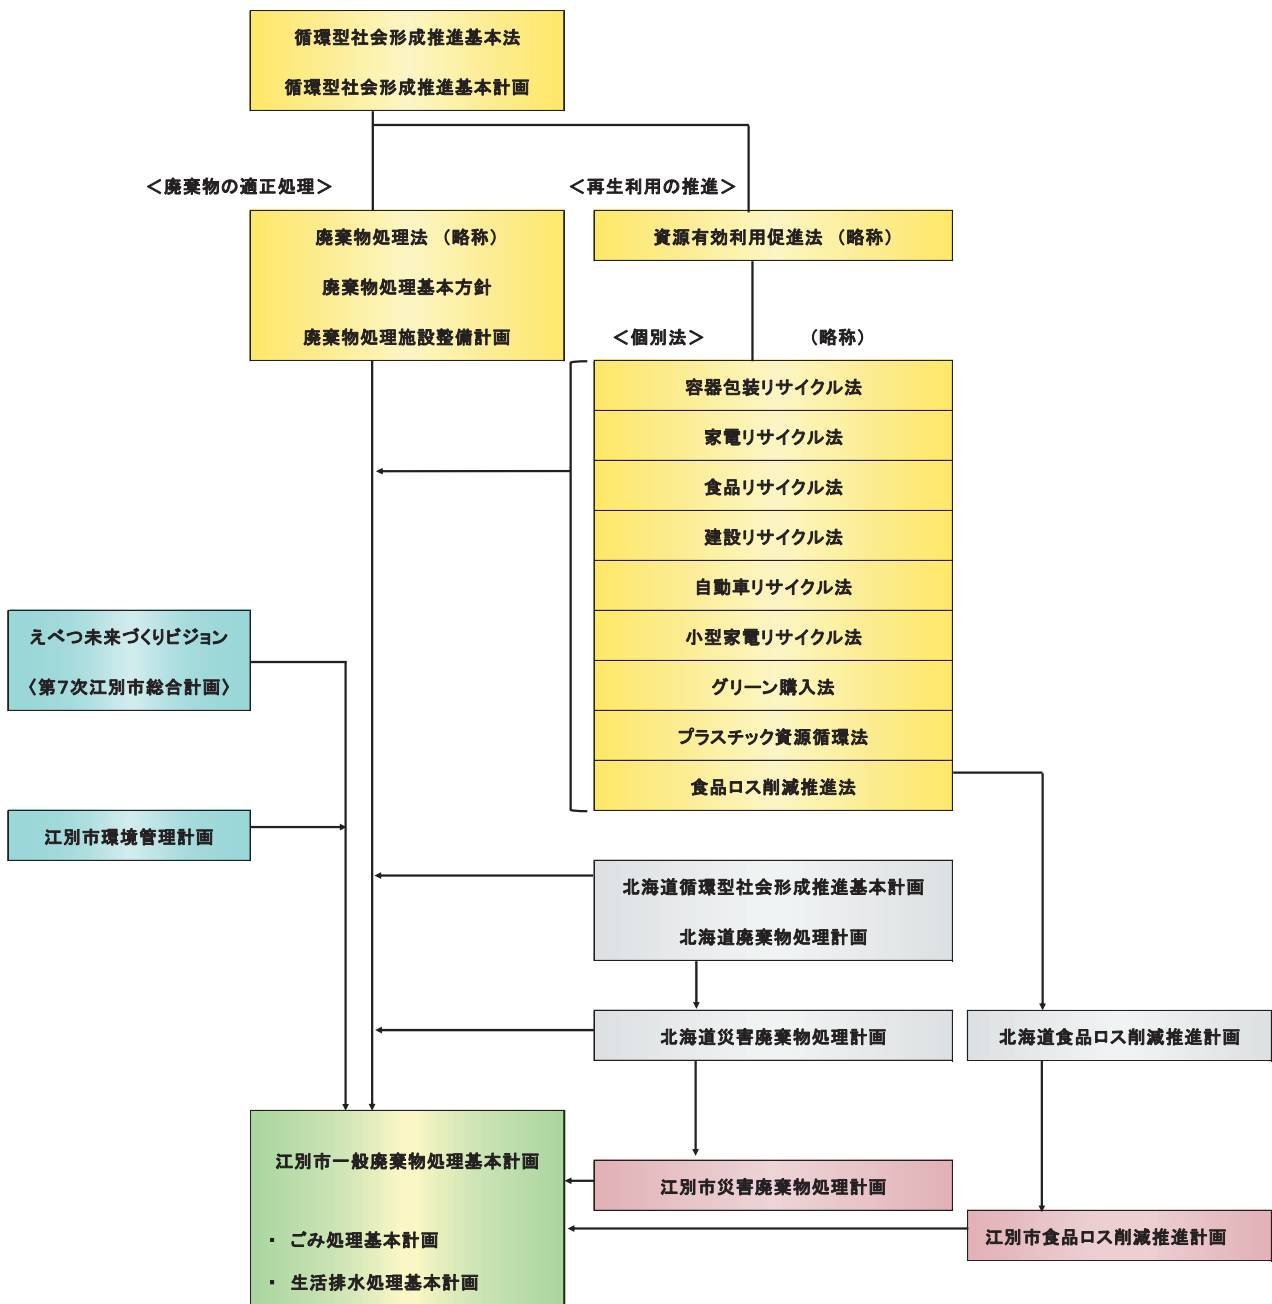 循環型社会形成推進基本法
循環型社会形成推進基本計画
＜廃棄物の適正処理＞
＜再生利用の推進＞
廃棄物処理法　（略称）
廃棄物処理基本方針
廃棄物処理施設整備計画
資源有効利用促進法　（略称）
＜個別法＞
（略称）
容器包装リサイクル法
家電リサイクル法
食品リサイクル法
建設リサイクル法
自動車リサイクル法
小型家電リサイクル法
グリーン購入法
プラスチック資源循環法
食品ロス削減推進法
えべつ未来づくりビジョン
〈第７次江別市総合計画〉
江別市環境管理計画
北海道循環型社会形成推進基本計画
北海道廃棄物処理計画
北海道災害廃棄物処理計画
北海道食品ロス削減推進計画
江別市一般廃棄物処理基本計画
・ ごみ処理基本計画
・ 生活排水処理基本計画
江別市災害廃棄物処理計画
江別市食品ロス削減推進計画